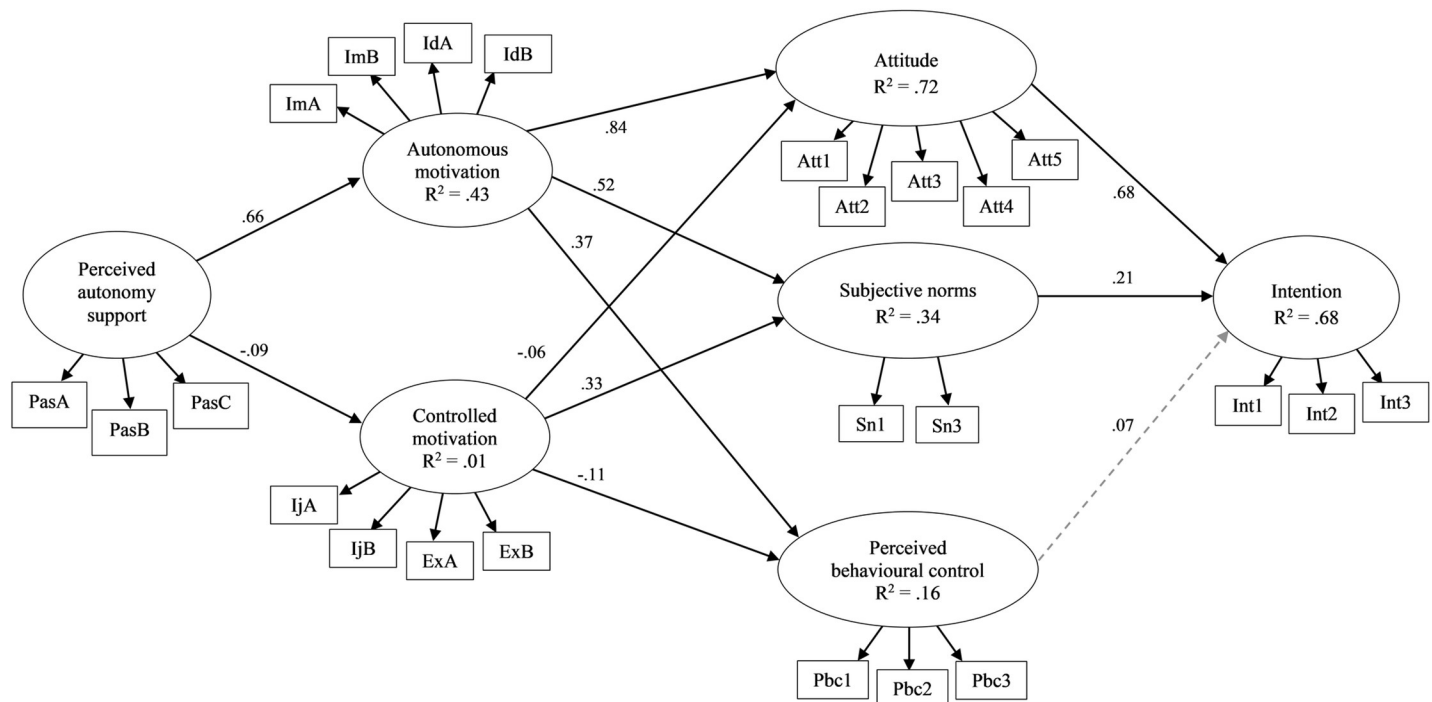 ImA
ImB
IdA
IdB
Autonomous
motivation
R² = .43
Attitude
R² = .72
Att1
Att2
Att3
Att4
Att5
.84
.52
.37
.66
.68
Perceived
autonomy
support
PasA
PasB
PasC
-.09
Subjective norms
R² = .34
Sn1
Sn3
.21
Intention
R² = .68
Int1
Int2
Int3
-.06
.33
-.11
.07
Controlled
motivation
R² = .01
IjA
IjB
ExA
ExB
Perceived
behavioural control
R² = .16
Pbc1
Pbc2
Pbc3